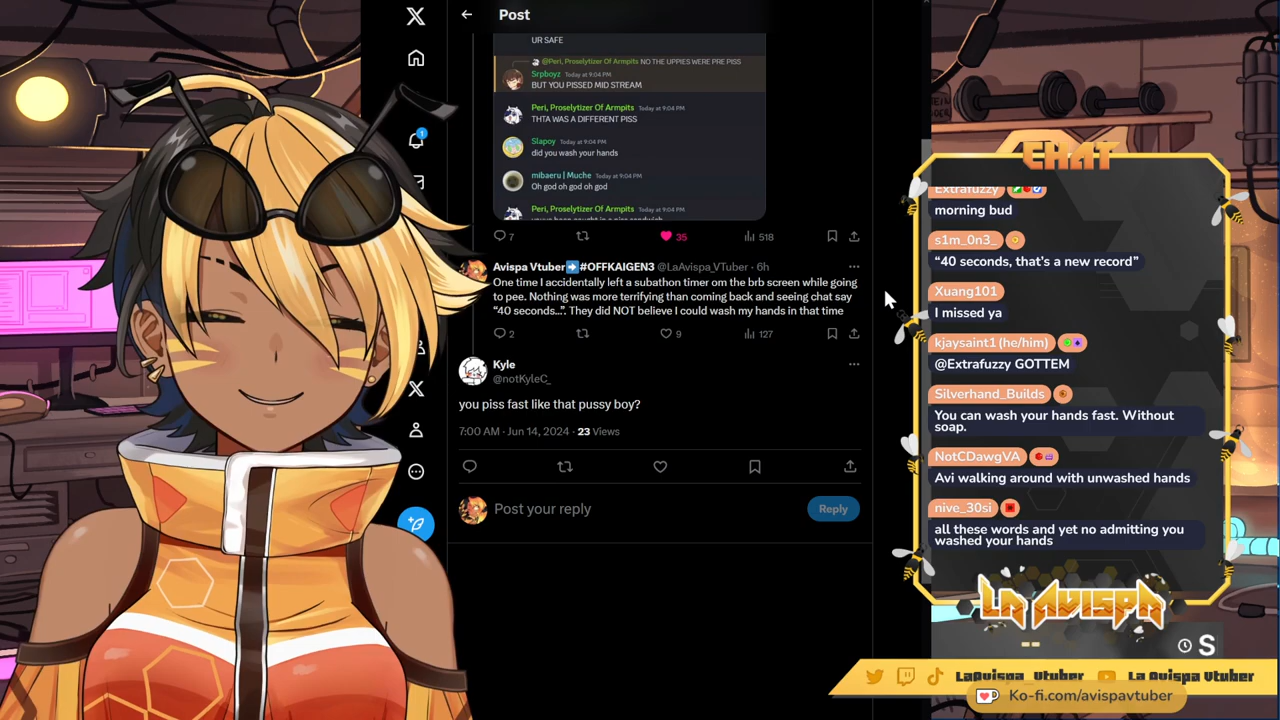 Post
UR SAFE
@Peri, Proselytizer Of Armpits NO THE UPPIES WERE PRE PISS
Srpboyz Today at 9:04 PM
BUT YOU PISSED MID STREAM
Peri, Proselytizer Of Armpits Today at 9:04 PM
THTA WAS A DIFFERENT PISS
Slapoy Today at 9:04 PM
did you wash your hands
mibaeru | Muche Today at 9:04 PM
Oh god oh god oh god
Peri, Proselytizer Of Armpits Today at 9:04 PM
7
35
518
Avispa Vtuber➡️#OFFKAIGEN3 @LaAvispa_VTuber · 6h
One time I accidentally left a subathon timer om the brb screen while going
to pee. Nothing was more terrifying than coming back and seeing chat say
“40 seconds...”. They did NOT believe I could wash my hands in that time
2
9
127
Kyle
@notKyleC_
you piss fast like that pussy boy?
7:00 AM · Jun 14, 2024 · 23 Views
Post your reply
Reply
1
CHAT
Extrafuzzy
morning bud
s1m_0n3_
“40 seconds, that’s a new record”
Xuang101
I missed ya
kjaysaint1 (he/him)
@Extrafuzzy GOTTEM
Silverhand_Builds
You can wash your hands fast. Without
soap.
NotCDawgVA
Avi walking around with unwashed hands
nive_30si
all these words and yet no admitting you
washed your hands
LA AVISPA
--
S
LaAvispa_Vtuber
La Avispa Vtuber
Ko-fi.com/avispavtuber